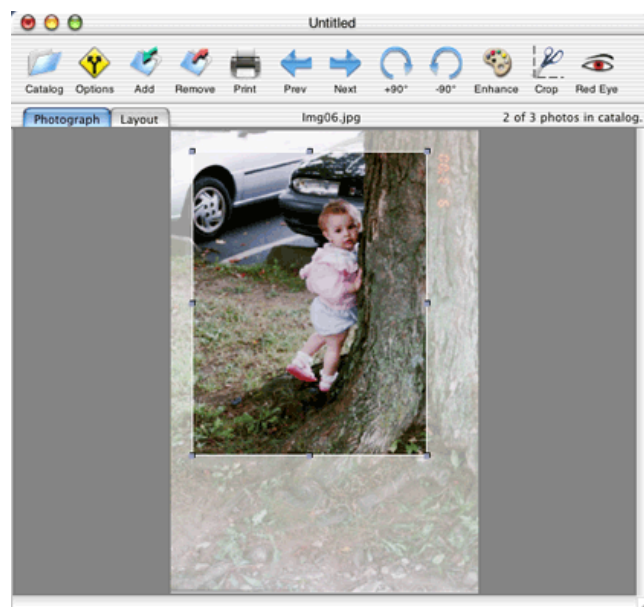 Untitled
Catalog Options Add Remove Print Prev Next +90° -90° Enhance Crop Red Eye
Photograph Layout Img06.jpg 2 of 3 photos in catalog.